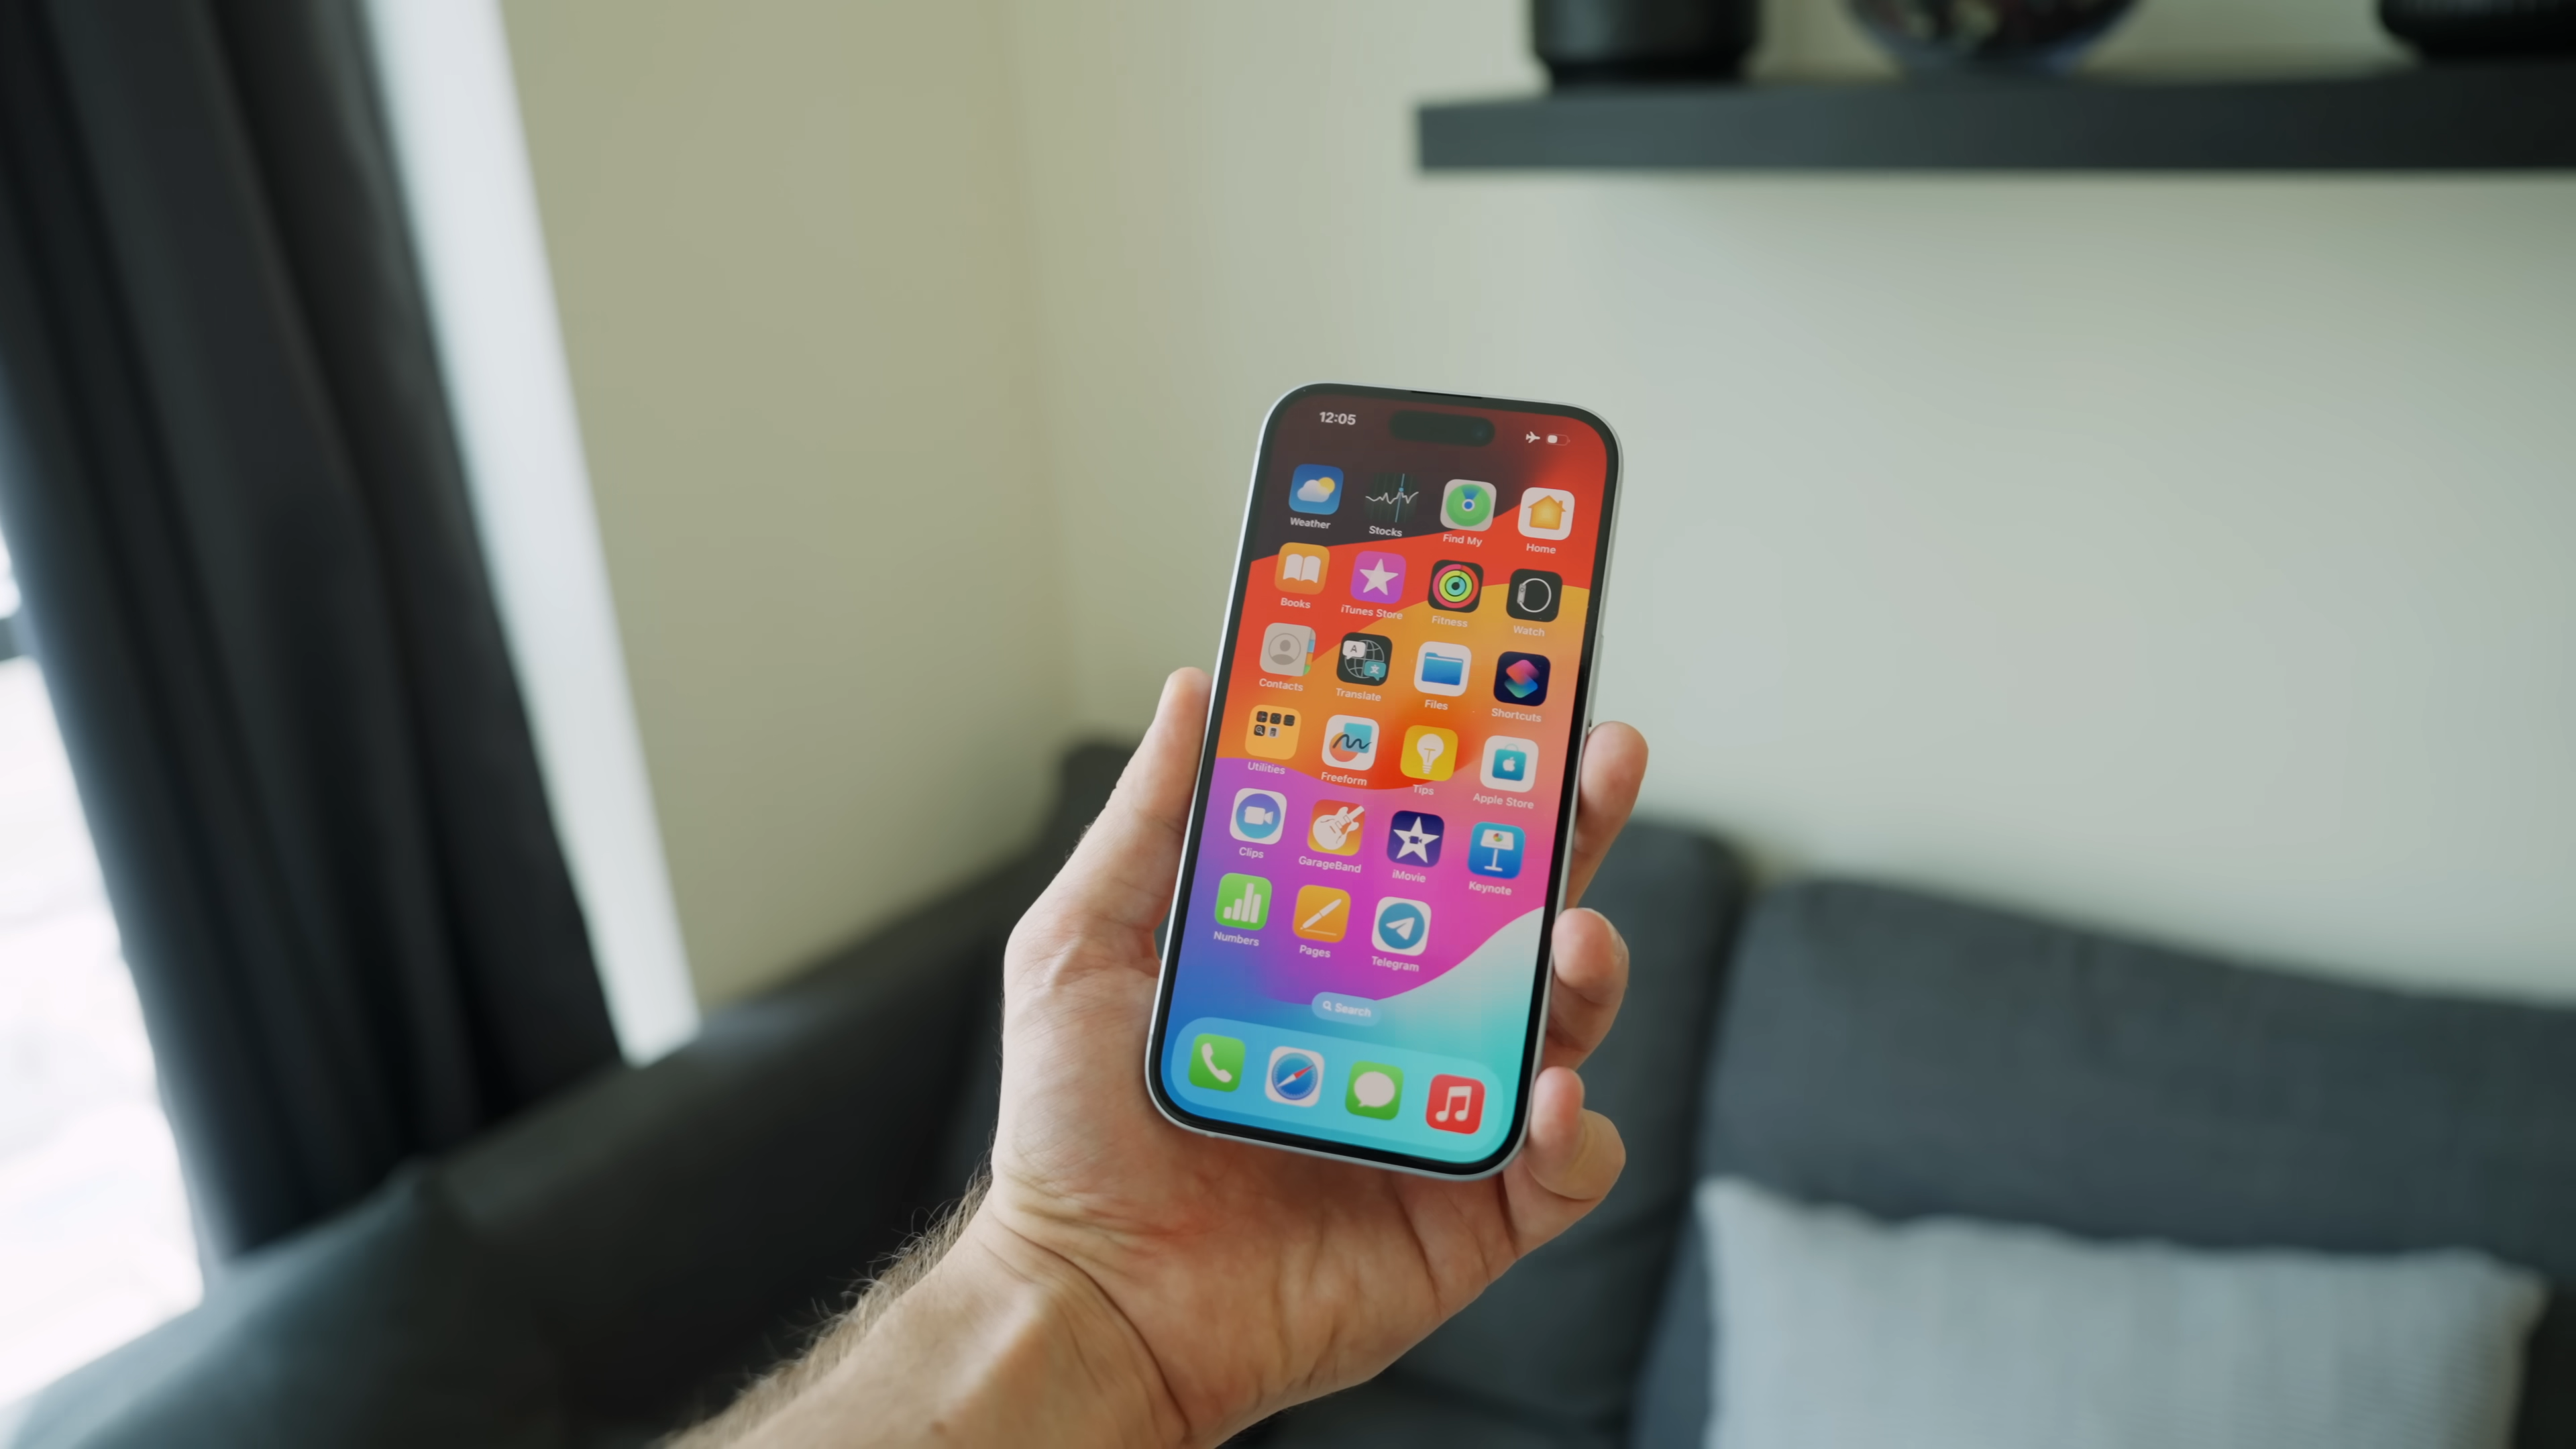 12:05
Weather Stocks Find My Home
Books iTunes Store Fitness Watch
Contacts Translate Files Shortcuts
Utilities Freeform Tips Apple Store
Clips GarageBand iMovie Keynote
Numbers Pages Telegram
Search